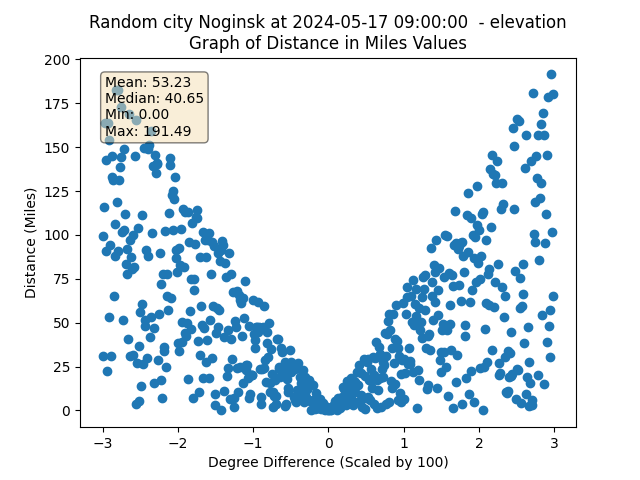 Random city Noginsk at 2024-05-17 09:00:00  - elevation
Graph of Distance in Miles Values
200
175
150
125
100
75
50
25
0
Distance (Miles)
Mean: 53.23
Median: 40.65
Min: 0.00
Max: 191.49
−3
−2
−1
0
1
2
3
Degree Difference (Scaled by 100)